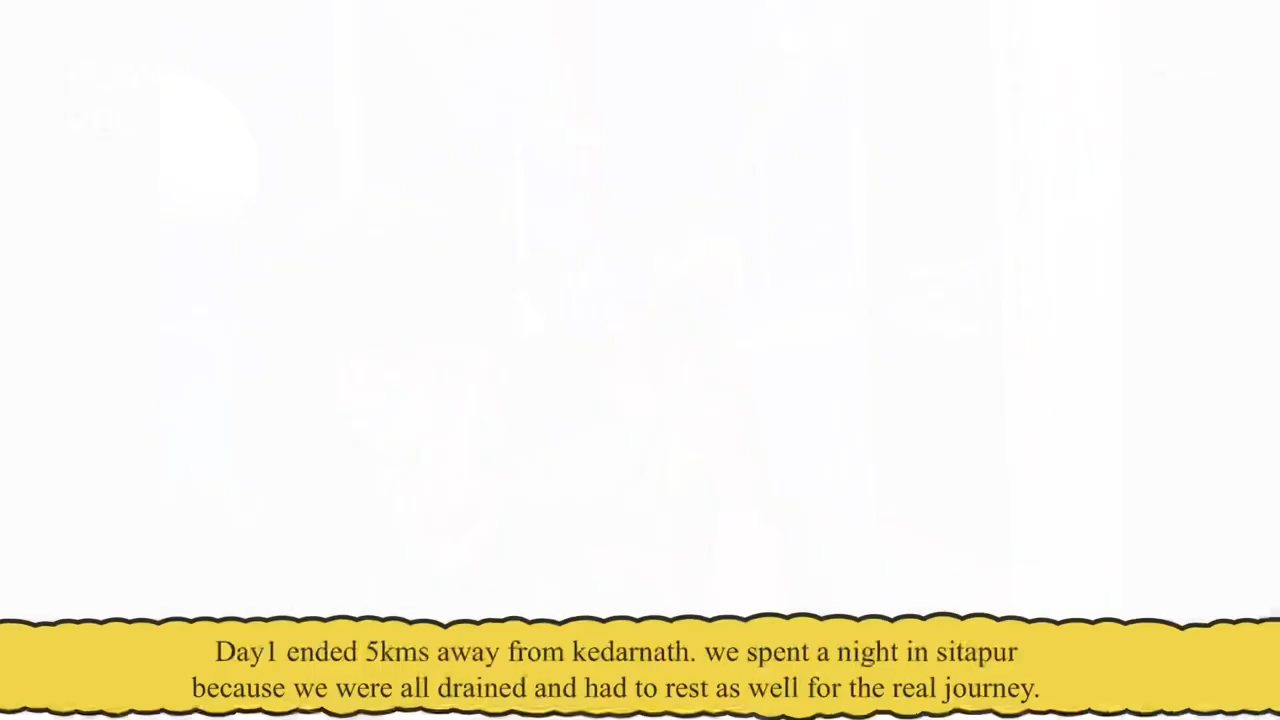 Day1 ended 5kms away from kedarnath. we spent a night in sitapur
because we were all drained and had to rest as well for the real journey.